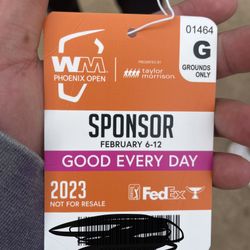 01464
G
GROUNDS
ONLY
WM
PHOENIX OPEN
PRESENTED BY
taylor
morrison
SPONSOR
FEBRUARY 6-12
GOOD EVERY DAY
2023
NOT FOR RESALE
FedEx